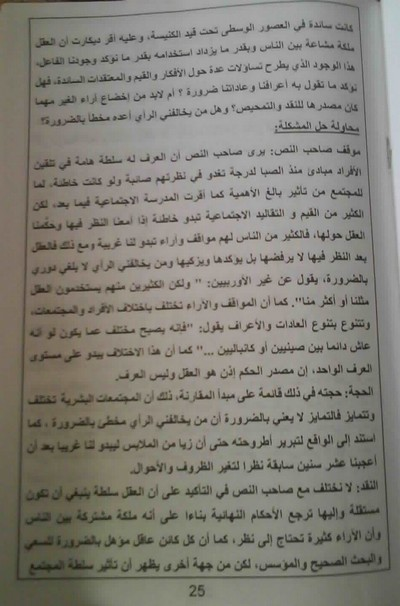 كانت سائدة في العصور الوسطى تحت قيد الكنيسة، وعليه أقر ديكارت أن العقل
ملكة مشاعة بين الناس وبقدر ما يزداد استخدامه بقدر ما نؤكد وجودنا الفاعل،
هذا الوجود الذي يطرح تساؤلات عدة حول الأفكار والقيم والمعتقدات السائدة، فهل
نؤكد ما تقول به أعرافنا وعاداتنا ضرورة ؟ أم لابد من إخضاع أراء الغير مهما
كان مصدرها للنقد والتمحيص؟ وهل من يخالفني الرأي أعده مخطأ بالضرورة؟
محاولة حل المشكلة:
موقف صاحب النص: يرى صاحب النص أن العرف له سلطة هامة في تلقين
الأفراد مبادئ منذ الصبا لدرجة تغدو في نظرتهم صائبة ولو كانت خاطئة، لما
للمجتمع من تأثير بالغ الأهمية كما أقرت المدرسة الاجتماعية فيما بعد، لكن
الكثير من القيم و التقاليد الاجتماعية تبدو خاطئة إذا أمعنا النظر فيها وحكّمنا
العقل حولها، فالكثير من الناس لهم مواقف وآراء تبدو لنا غريبة ومع ذلك فالعقل
بعد النظر فيها لا يرفضها بل يؤكدها ويزكيها ومن يخالفني الرأي لا يلغي دوري
بالضرورة، يقول عن غير الأوربيين: " ولكن الكثيرين منهم يستخدمون العقل
مثلنا أو أكثر منا". كما أن المواقف والآراء تختلف باختلاف الأفراد والمجتمعات،
وتتنوع بتنوع العادات والأعراف يقول: "فإنه يصبح مختلف عما يكون لو أنه
عاش دائما بين صينيين أو كانباليين ..." كما أن هذا الاختلاف يبدو على مستوى
العرف الواحد، إن مصدر الحكم إذن هو العقل وليس العرف.
الحجة: حجته في ذلك قائمة على مبدأ المقارنة، ذلك أن المجتمعات البشرية تختلف
وتتمايز فالتمايز لا يعني بالضرورة أن من يخالفني الرأي مخطئ بالضرورة ، كما
استند إلى الواقع لتبرير أطروحته حتى أن زيا من الملابس ليبدو لنا غريبا بعد أن
أعجبنا عشر سنين سابقة نظرا لتغير الظروف والأحوال.
النقد: لا نختلف مع صاحب النص في التأكيد على أن العقل سلطة ينبغي أن تكون
مستقلة وإليها ترجع الأحكام النهائية بناءا على أنه ملكة مشتركة بين الناس
وأن الآراء كثيرة تحتاج إلى نظر، كما أن كل كائن عاقل مؤهل بالضرورة للسعي
والبحث الصحيح والمؤسس، لكن من جهة أخرى يظهر أن تأثير سلطة المجتمع
25